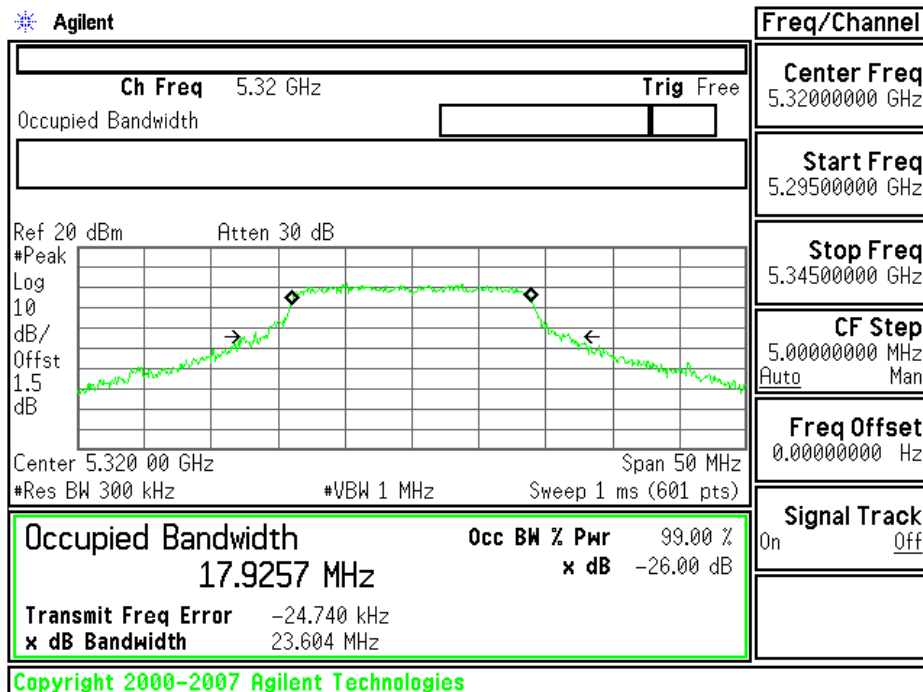 Agilent
Freq/Channel
Ch Freq 5.32 GHz Trig Free
Occupied Bandwidth
Center Freq
5.32000000 GHz
Start Freq
5.29500000 GHz
Stop Freq
5.34500000 GHz
CF Step
5.00000000 MHz
Auto Man
Freq Offset
0.00000000 Hz
Signal Track
On Off
Ref 20 dBm Atten 30 dB
#Peak
Log
10
dB/
Offst
1.5
dB
Center 5.320 00 GHz Span 50 MHz
#Res BW 300 kHz #VBW 1 MHz Sweep 1 ms (601 pts)
Occupied Bandwidth Occ BW % Pwr 99.00 %
17.9257 MHz x dB -26.00 dB
Transmit Freq Error -24.740 kHz
x dB Bandwidth 23.604 MHz
Copyright 2000-2007 Agilent Technologies